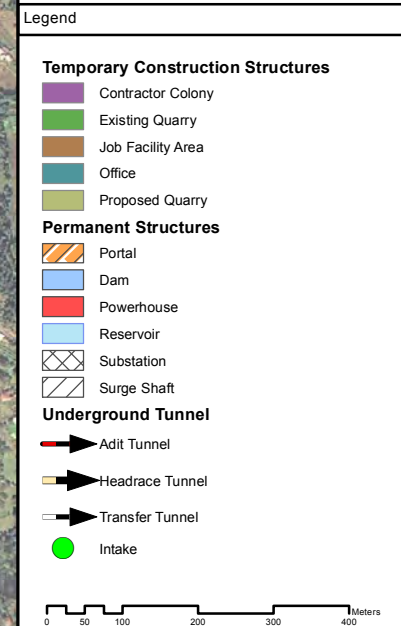 Legend
Temporary Construction Structures
Contractor Colony
Existing Quarry
Job Facility Area
Office
Proposed Quarry
Permanent Structures
Portal
Dam
Powerhouse
Reservoir
Substation
Surge Shaft
Underground Tunnel
Adit Tunnel
Headrace Tunnel
Transfer Tunnel
Intake
Meters
0 50 100 200 300 400